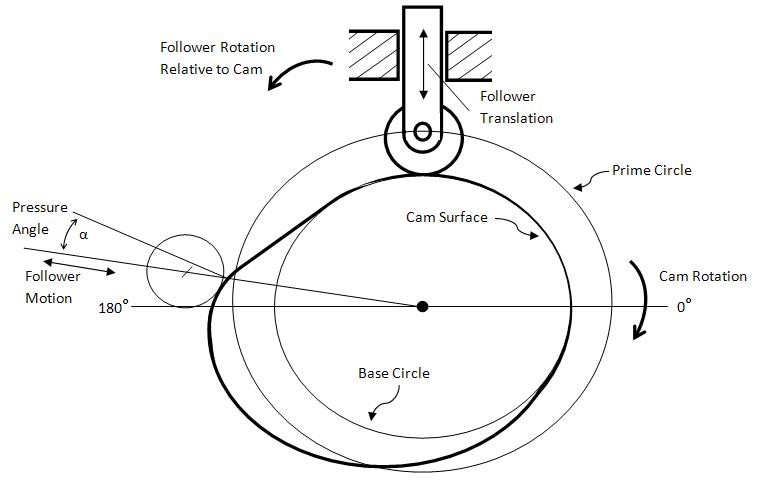 Follower Rotation
Relative to Cam
Follower
Translation
Prime Circle
Pressure
Angle
α
Cam Surface
Follower
Motion
Cam Rotation
180°
0°
Base Circle